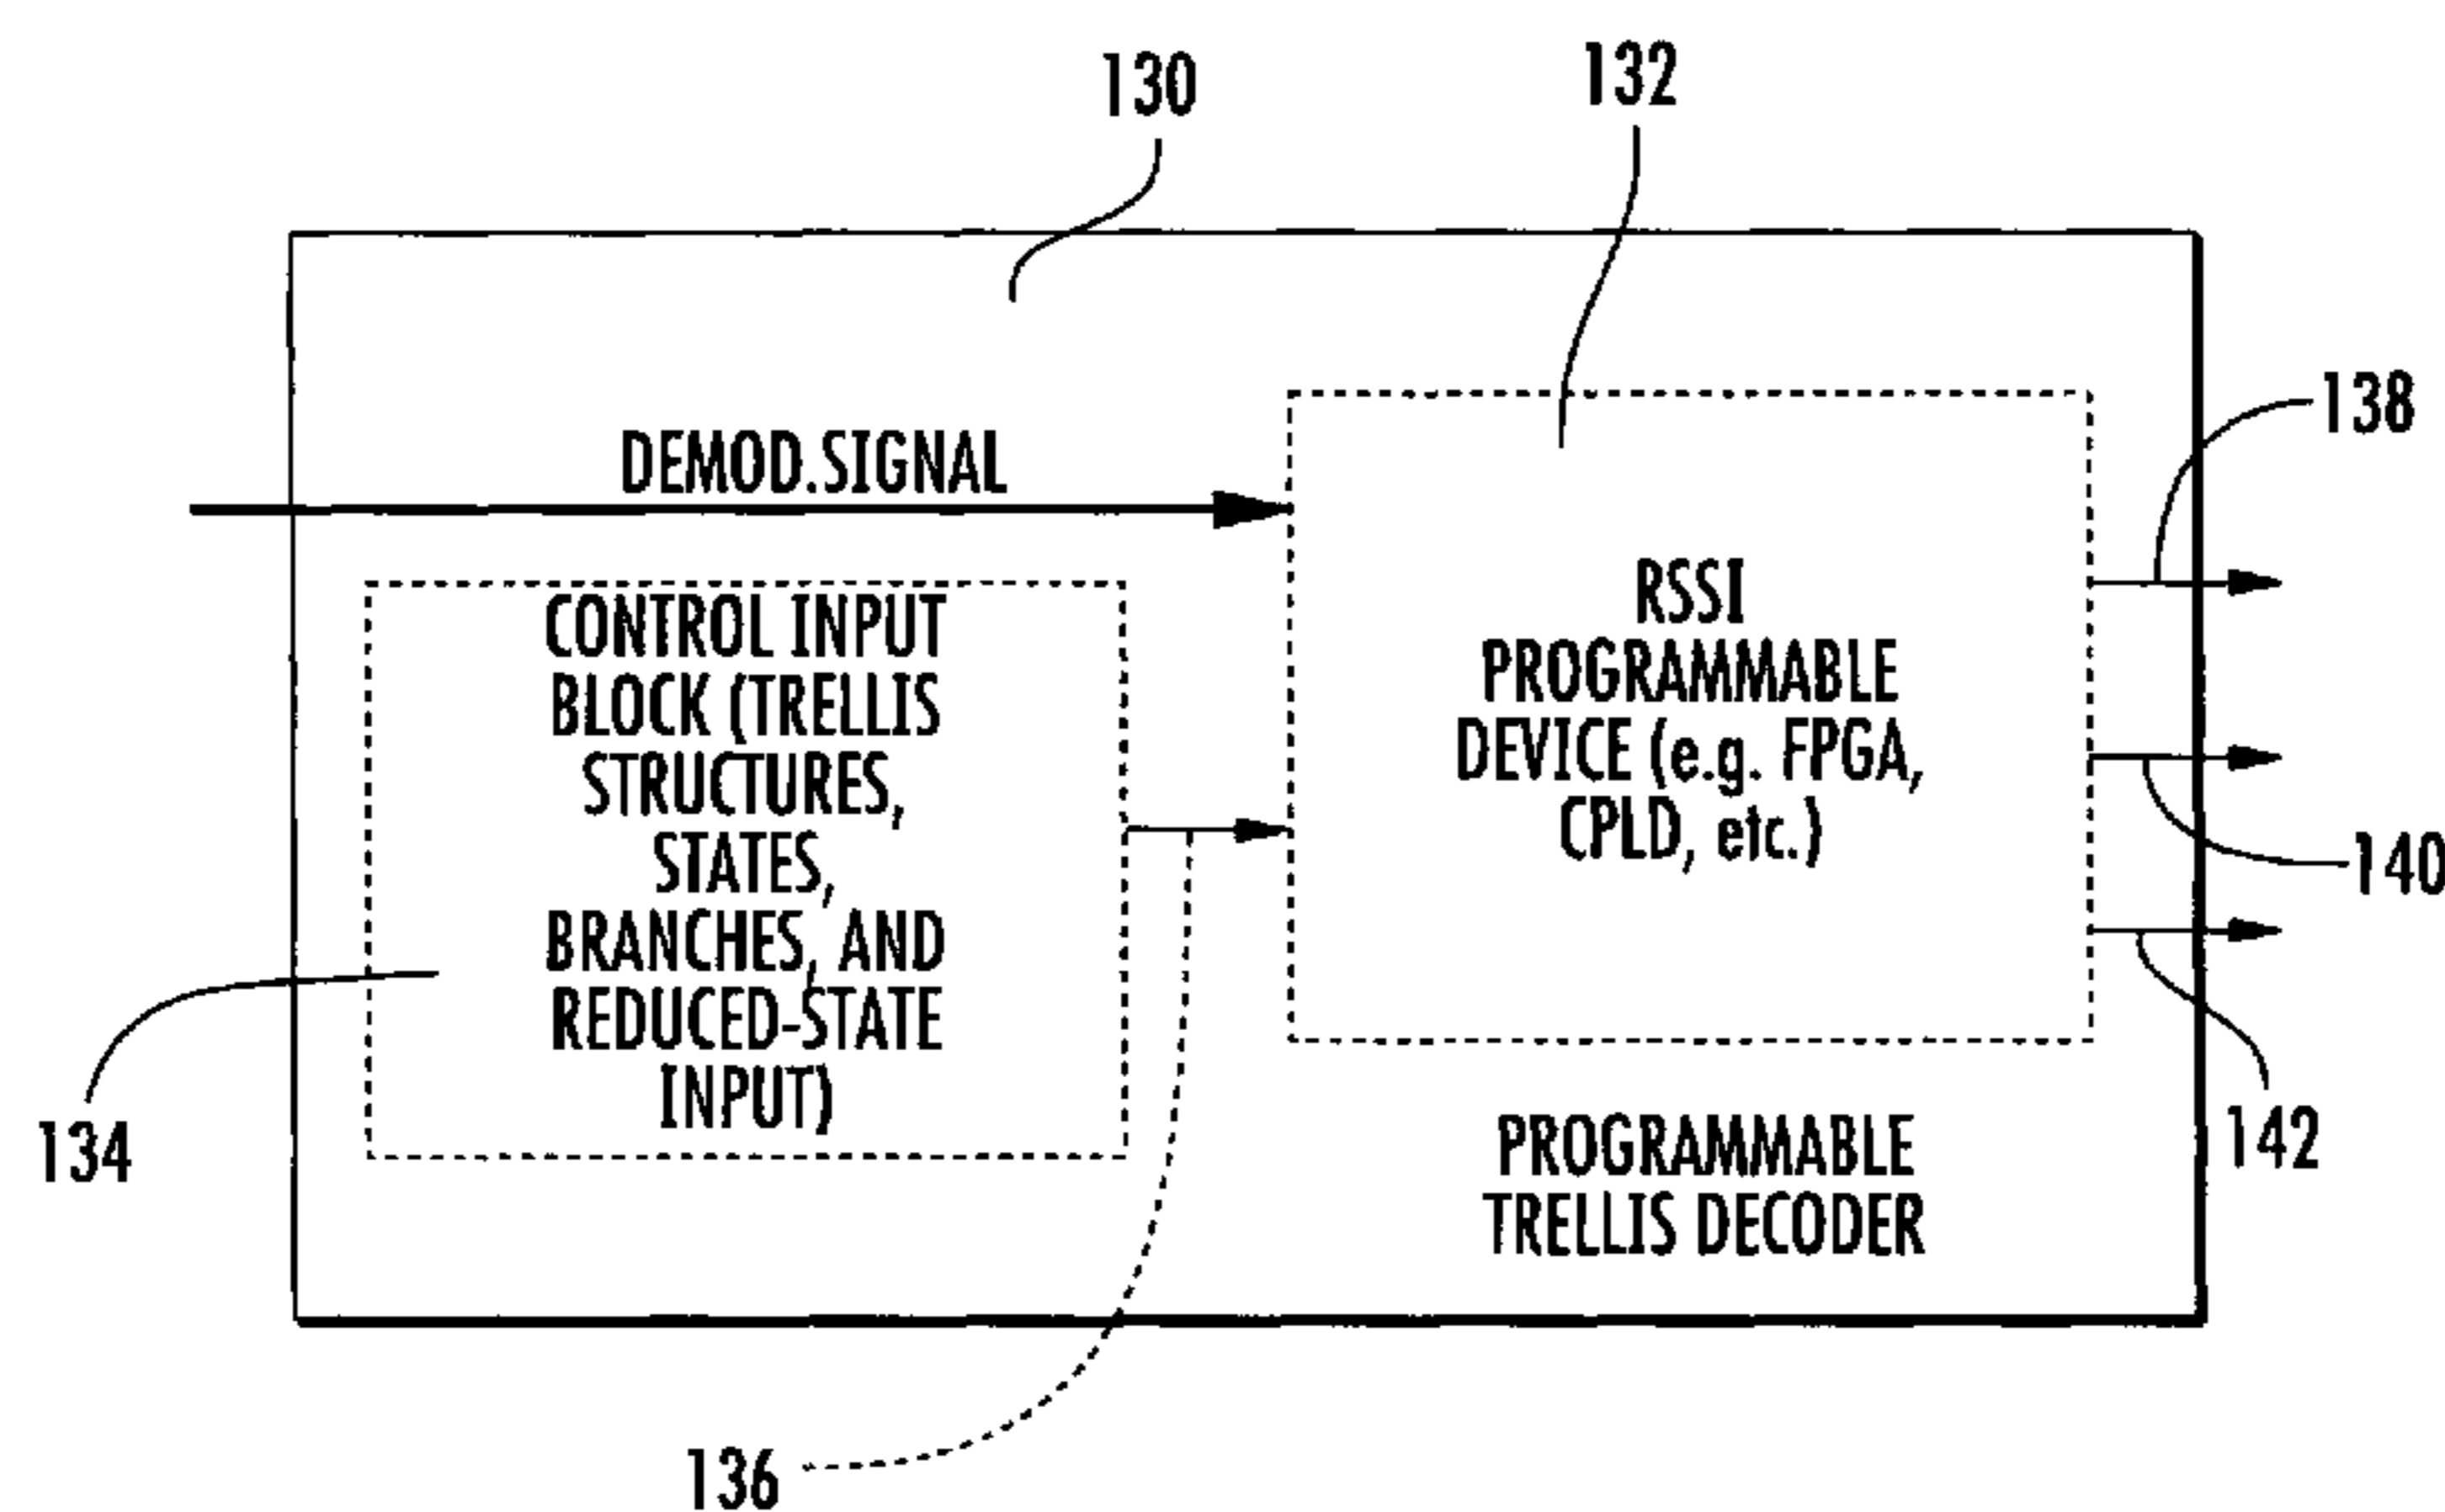 130
132
138
DEMOD.SIGNAL
CONTROL INPUT
BLOCK (TRELLIS
STRUCTURES,
STATES,
BRANCHES, AND
REDUCED-STATE
INPUT)
RSSI
PROGRAMMABLE
DEVICE (e.g. FPGA,
CPLD, etc.)
140
134
142
PROGRAMMABLE
TRELLIS DECODER
136